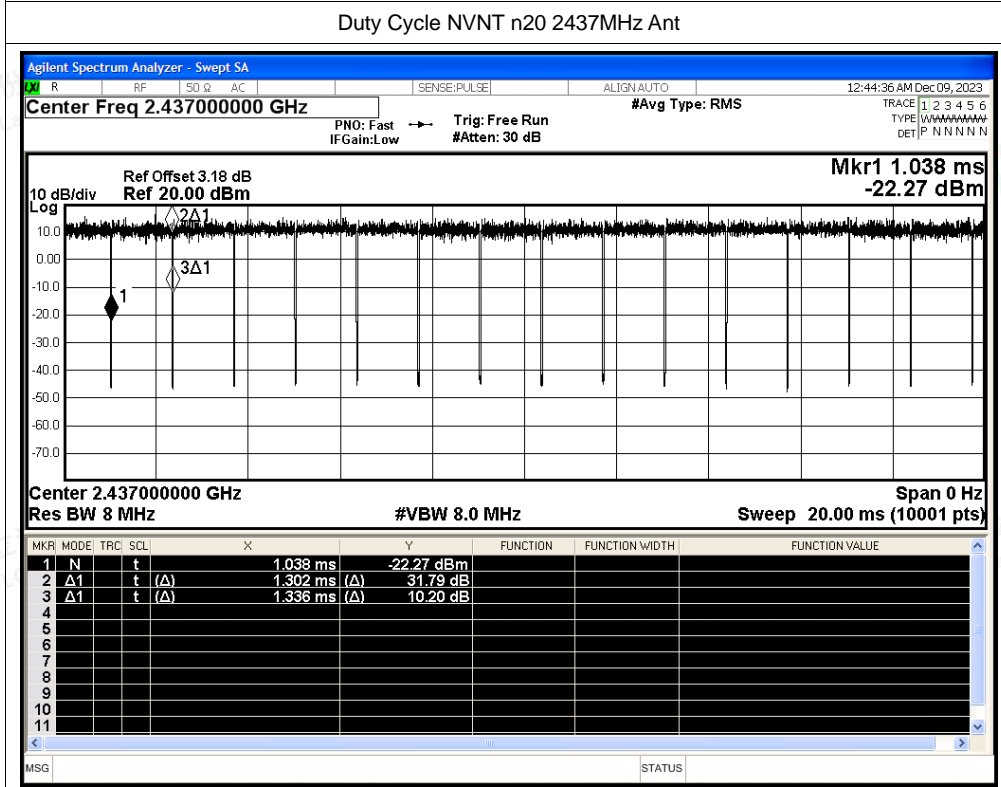 Duty Cycle NVNT n20 2437MHz Ant
Agilent Spectrum Analyzer - Swept SA
LXI R RF 50 Ω AC SENSE:PULSE ALIGN AUTO 12:44:36 AM Dec 09, 2023
Center Freq 2.437000000 GHz #Avg Type: RMS TRACE 1 2 3 4 5 6
PNO: Fast Trig: Free Run TYPE WWWWWW
IFGain:Low #Atten: 30 dB DET P N N N N N
Mkr1 1.038 ms
Ref Offset 3.18 dB
10 dB/div Ref 20.00 dBm -22.27 dBm
Log
2Δ1
10.0
0.00
3Δ1
-10.0
1
-20.0
-30.0
-40.0
-50.0
-60.0
-70.0
Center 2.437000000 GHz Span 0 Hz
Res BW 8 MHz #VBW 8.0 MHz Sweep 20.00 ms (10001 pts)
MKR MODE TRC SCL X Y FUNCTION FUNCTION WIDTH FUNCTION VALUE
1 N t 1.038 ms -22.27 dBm
2 Δ1 t (Δ) 1.302 ms (Δ) 31.79 dB
3 Δ1 t (Δ) 1.336 ms (Δ) 10.20 dB
4
5
6
7
8
9
10
11
MSG STATUS